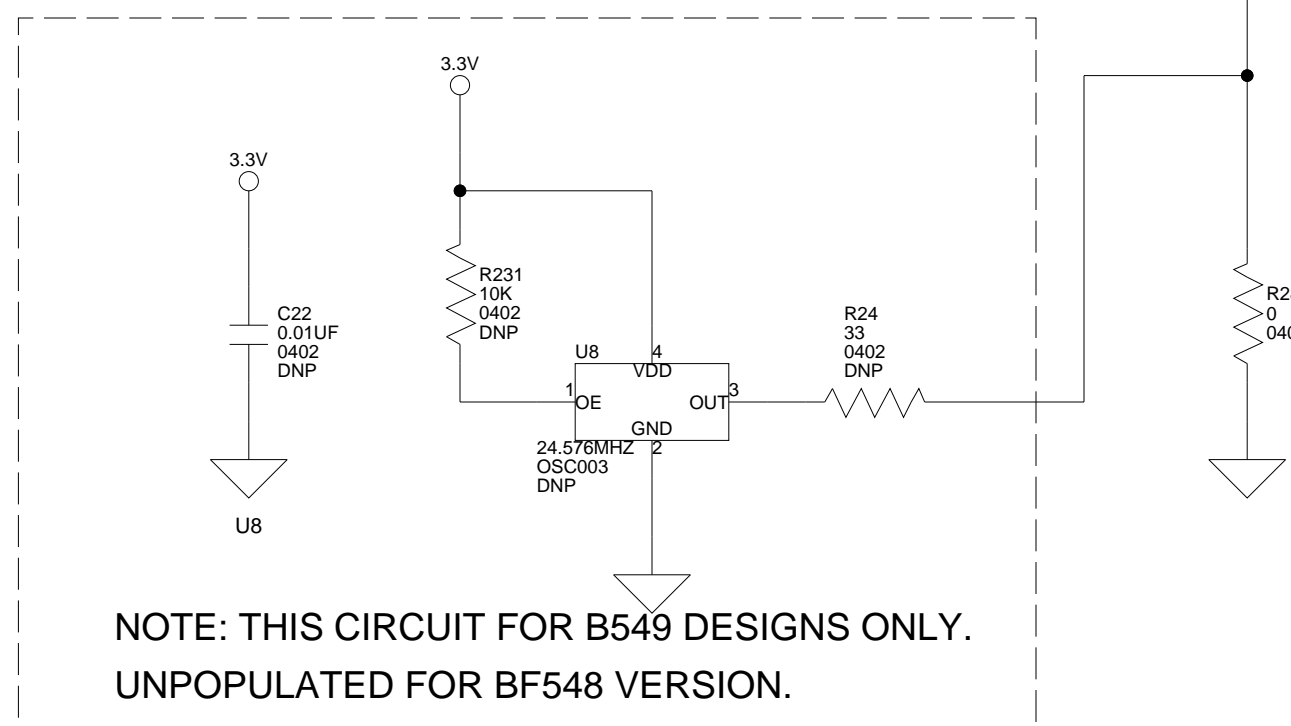 3.3V
3.3V
C22
0.01UF
0402
DNP
U8
R231
10K
0402
DNP
U8
4
VDD
1
OE
OUT
3
GND
2
24.576MHZ
OSC003
DNP
R24
33
0402
DNP
0
NOTE: THIS CIRCUIT FOR B549 DESIGNS ONLY.
UNPOPULATED FOR BF548 VERSION.